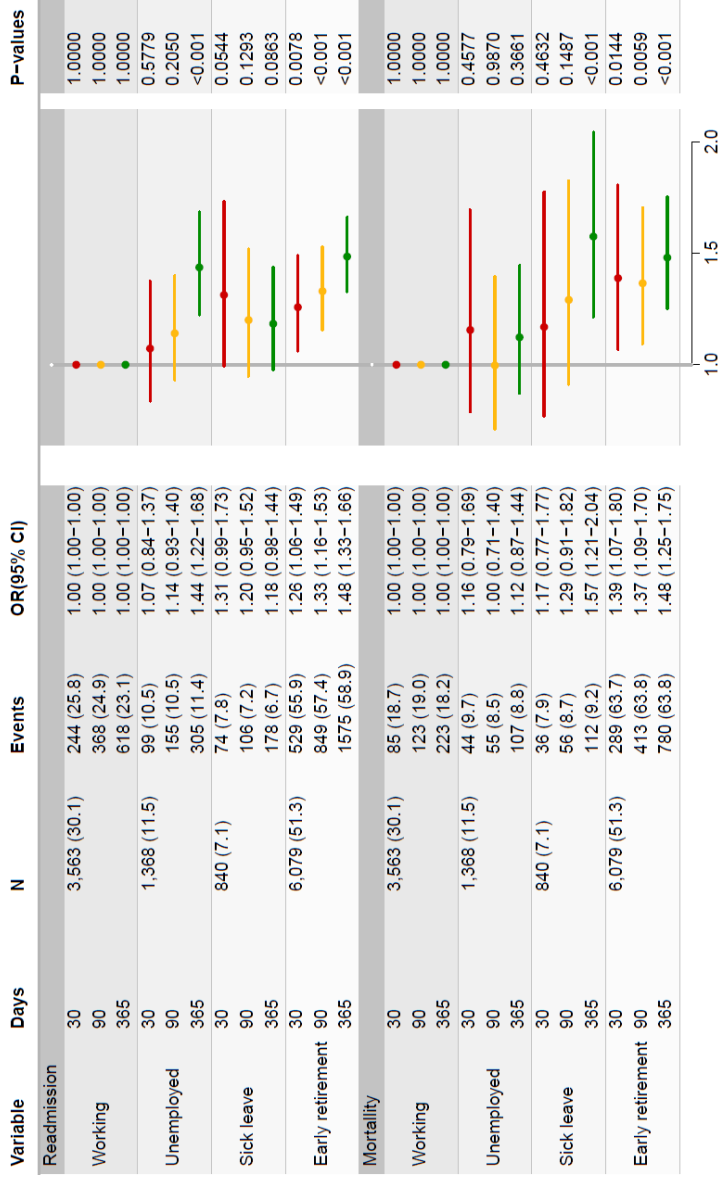 Variable Days N Events OR(95% CI) P−values
Readmission
Working 30 3,563 (30.1) 244 (25.8) 1.00 (1.00−1.00) 1.0000
90 368 (24.9) 1.00 (1.00−1.00) 1.0000
365 618 (23.1) 1.00 (1.00−1.00) 1.0000
Unemployed 30 1,368 (11.5) 99 (10.5) 1.07 (0.84−1.37) 0.5779
90 155 (10.5) 1.14 (0.93−1.40) 0.2050
365 305 (11.4) 1.44 (1.22−1.68) <0.001
Sick leave 30 840 (7.1) 74 (7.8) 1.31 (0.99−1.73) 0.0544
90 106 (7.2) 1.20 (0.95−1.52) 0.1293
365 178 (6.7) 1.18 (0.98−1.44) 0.0863
Early retirement 30 6,079 (51.3) 529 (55.9) 1.26 (1.06−1.49) 0.0078
90 849 (57.4) 1.33 (1.16−1.53) <0.001
365 1575 (58.9) 1.48 (1.33−1.66) <0.001
Mortallity
Working 30 3,563 (30.1) 85 (18.7) 1.00 (1.00−1.00) 1.0000
90 123 (19.0) 1.00 (1.00−1.00) 1.0000
365 223 (18.2) 1.00 (1.00−1.00) 1.0000
Unemployed 30 1,368 (11.5) 44 (9.7) 1.16 (0.79−1.69) 0.4577
90 55 (8.5) 1.00 (0.71−1.40) 0.9870
365 107 (8.8) 1.12 (0.87−1.44) 0.3661
Sick leave 30 840 (7.1) 36 (7.9) 1.17 (0.77−1.77) 0.4632
90 56 (8.7) 1.29 (0.91−1.82) 0.1487
365 112 (9.2) 1.57 (1.21−2.04) <0.001
Early retirement 30 6,079 (51.3) 289 (63.7) 1.39 (1.07−1.80) 0.0144
90 413 (63.8) 1.37 (1.09−1.70) 0.0059
365 780 (63.8) 1.48 (1.25−1.75) <0.001
1.0 1.5 2.0